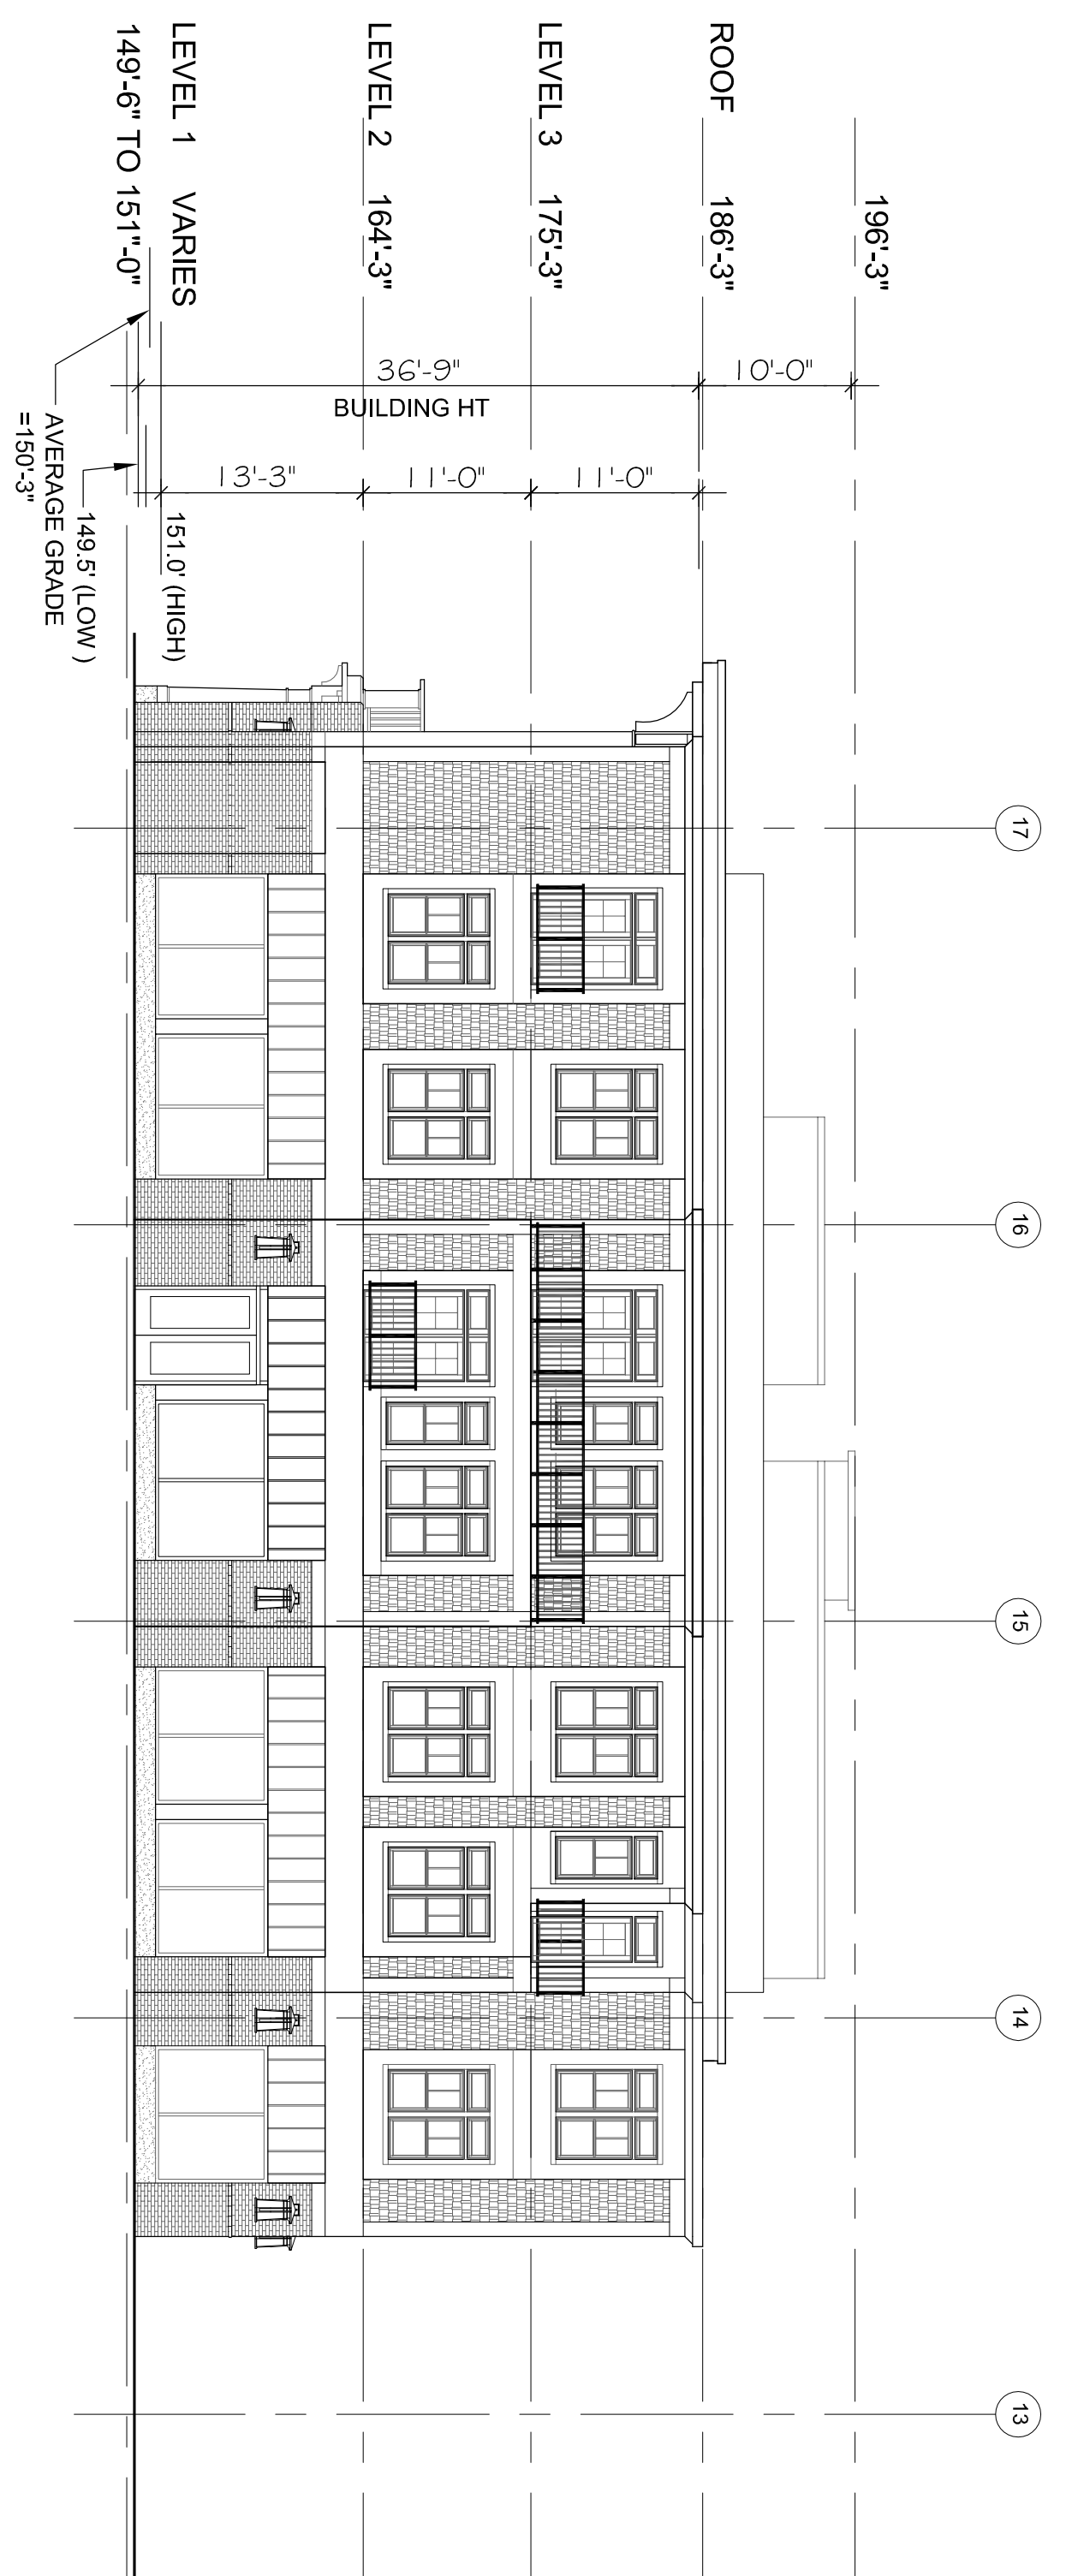 17
16
15
14
13
196'-3"
10'-0"
ROOF 186'-3"
11'-0"
LEVEL 3 175'-3"
36'-9"
BUILDING HT
11'-0"
LEVEL 2 164'-3"
13'-3"
LEVEL 1 VARIES
149'-6" TO 151"-0"
151.0' (HIGH)
149.5' (LOW )
AVERAGE GRADE
=150'-3"